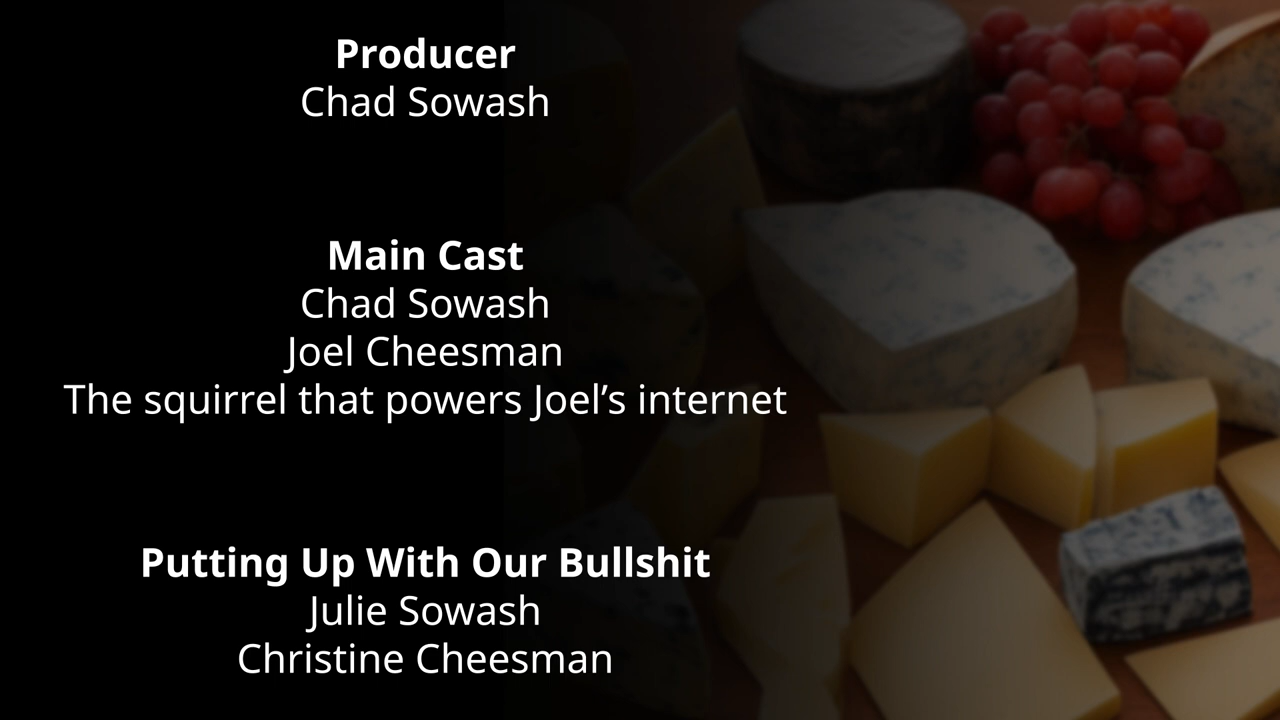 Producer
Chad Sowash
Main Cast
Chad Sowash
Joel Cheesman
The squirrel that powers Joel’s internet
Putting Up With Our Bullshit
Julie Sowash
Christine Cheesman